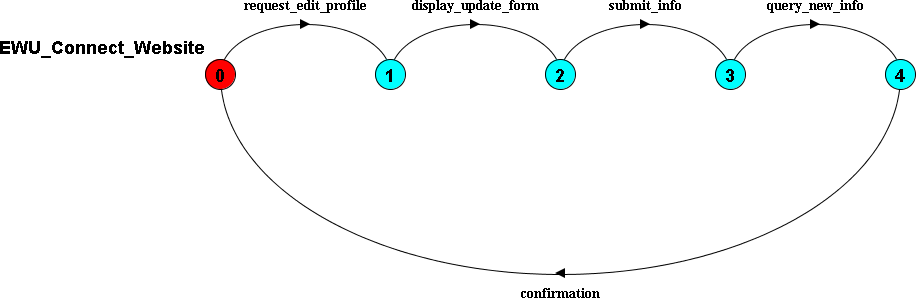 request_edit_profile
display_update_form
submit_info
query_new_info
EWU_Connect_Website
0
1
2
3
4
confirmation